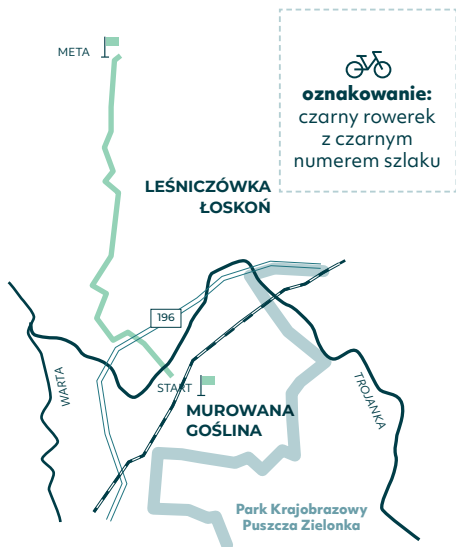 META
oznakowanie:
czarny rowerek
z czarnym
numerem szlaku
LEŚNICZÓWKA
ŁOSKOŃ
196
WARTA
START
MUROWANA
GOŚLINA
TROJANKA
Park Krajobrazowy
Puszcza Zielonka